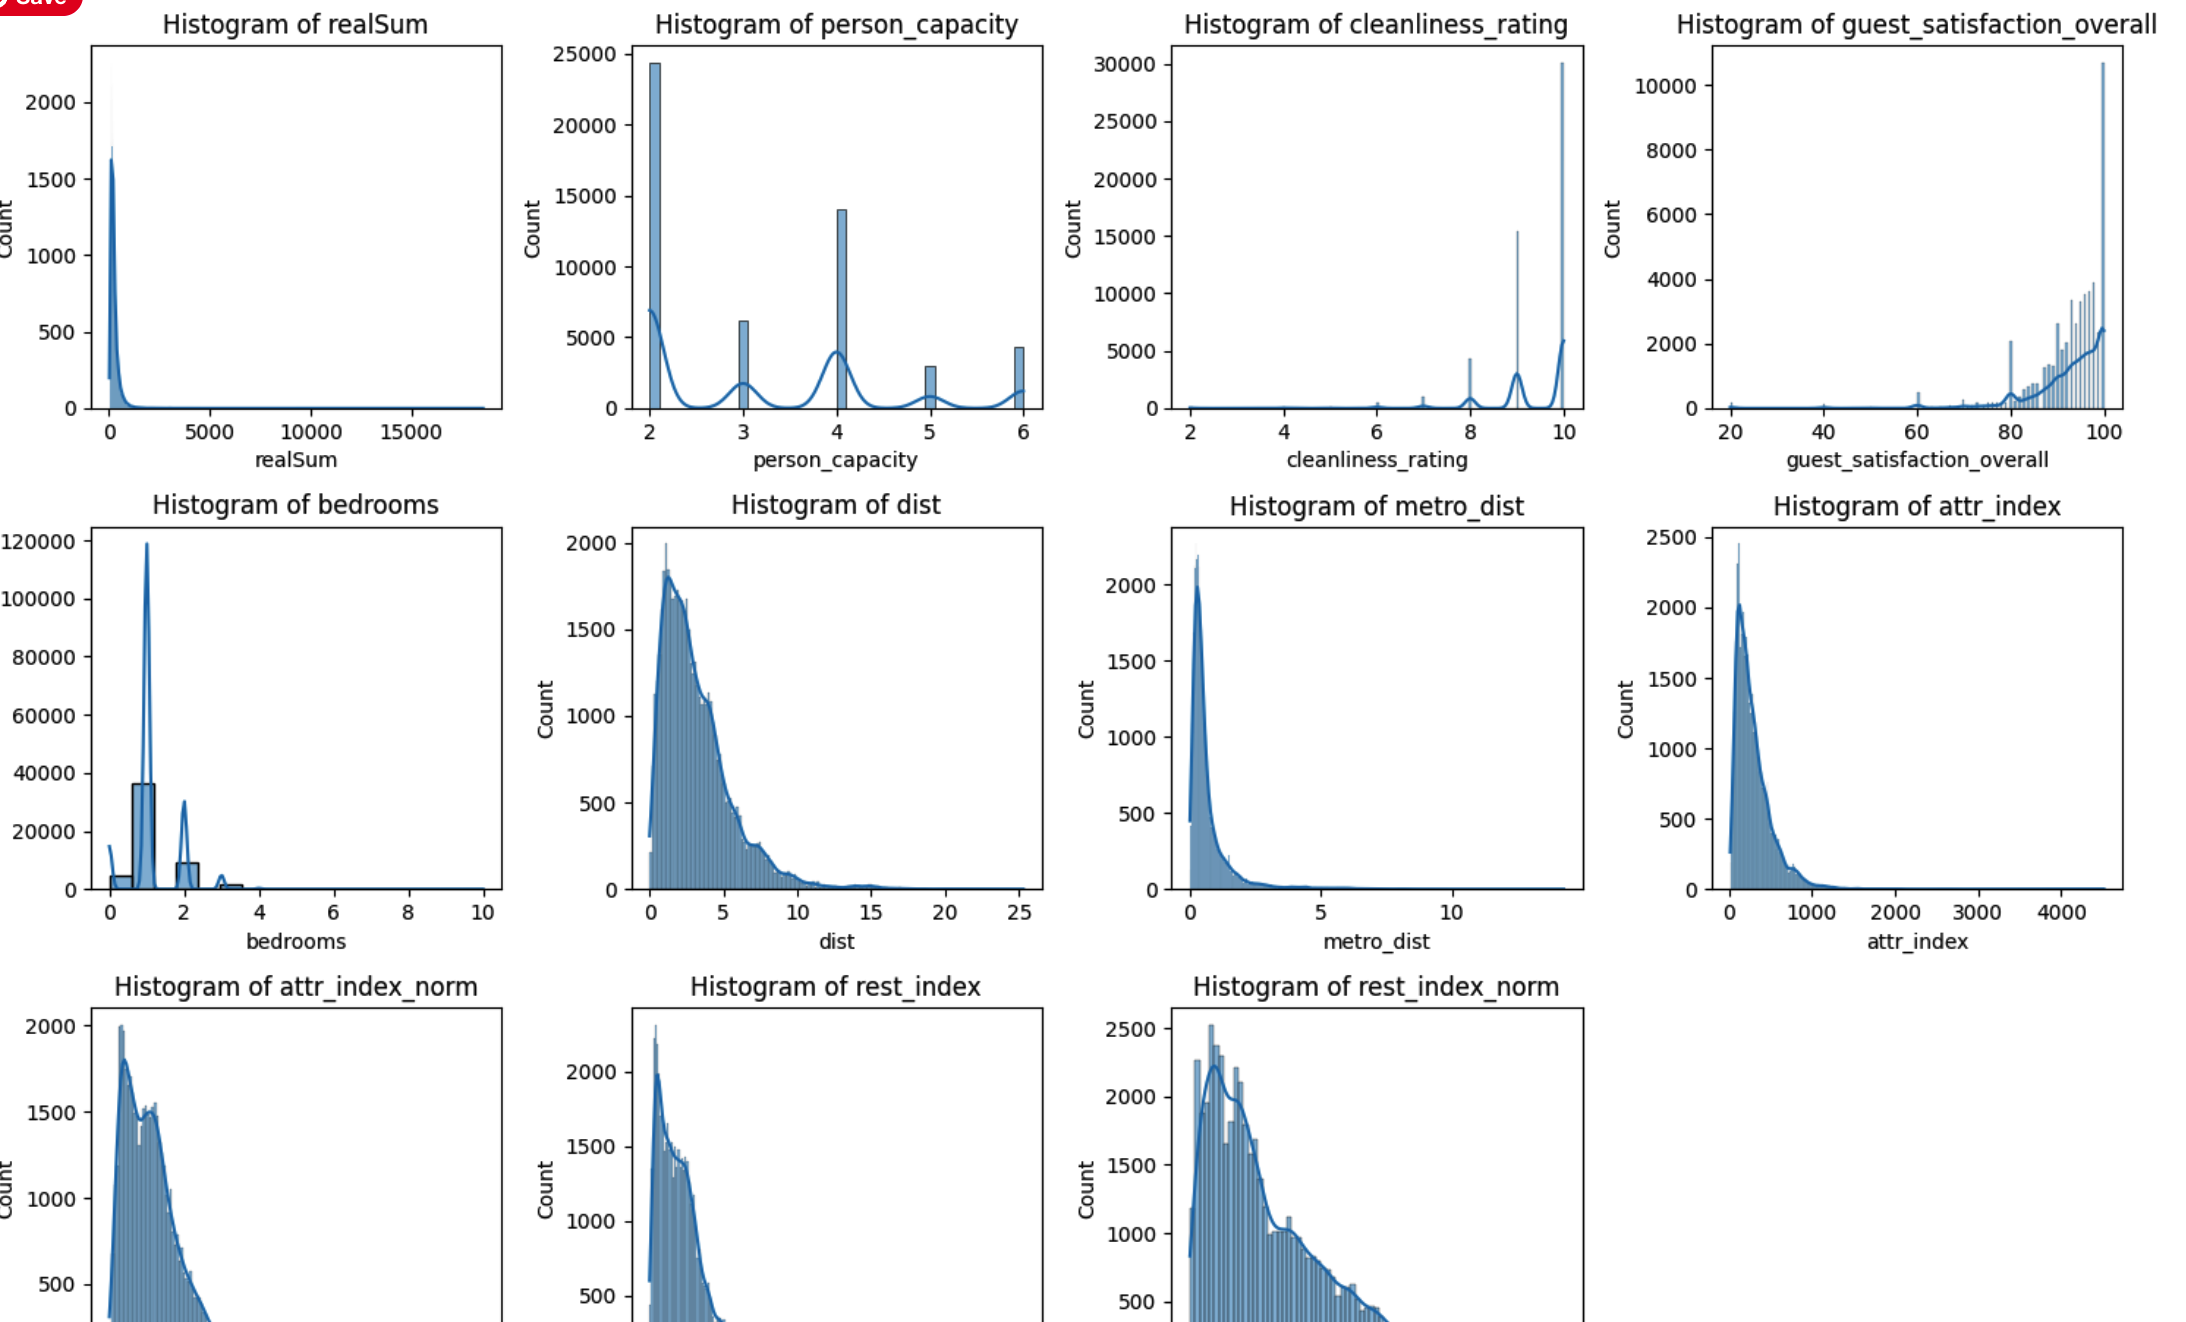 Save
Histogram of realSum
Count
2000
1500
1000
500
0
0 5000 10000 15000
realSum
Histogram of person_capacity
Count
25000
20000
15000
10000
5000
0
2 3 4 5 6
person_capacity
Histogram of cleanliness_rating
Count
30000
25000
20000
15000
10000
5000
0
2 4 6 8 10
cleanliness_rating
Histogram of guest_satisfaction_overall
Count
10000
8000
6000
4000
2000
0
20 40 60 80 100
guest_satisfaction_overall
Histogram of bedrooms
120000
100000
80000
60000
40000
20000
0
0 2 4 6 8 10
bedrooms
Histogram of dist
Count
2000
1500
1000
500
0
0 5 10 15 20 25
dist
Histogram of metro_dist
Count
2000
1500
1000
500
0
0 5 10
metro_dist
Histogram of attr_index
Count
2500
2000
1500
1000
500
0
0 1000 2000 3000 4000
attr_index
Histogram of attr_index_norm
Count
2000
1500
1000
500
Histogram of rest_index
Count
2000
1500
1000
500
Histogram of rest_index_norm
Count
2500
2000
1500
1000
500